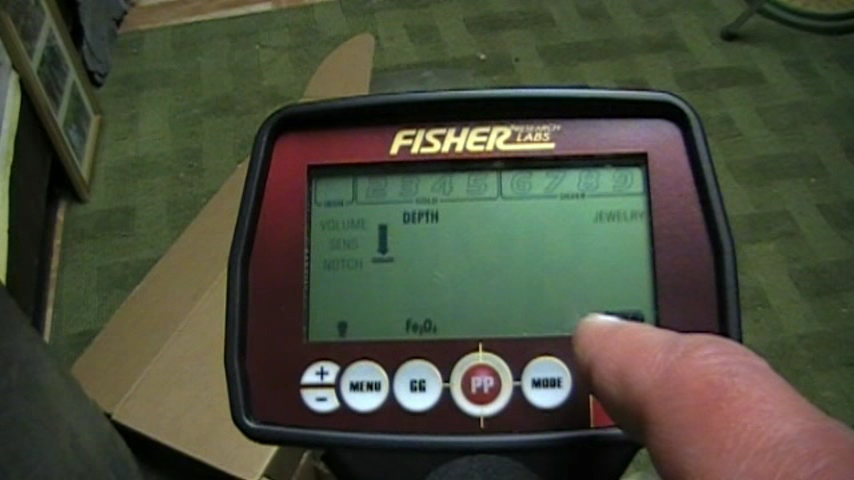 FISHER RESEARCH LABS
2 3 4 5 6 7 8 9
IRON GOLD SILVER
VOLUME DEPTH JEWELRY
SENS
NOTCH
Fe₃O₄
+ MENU GG PP MODE
−